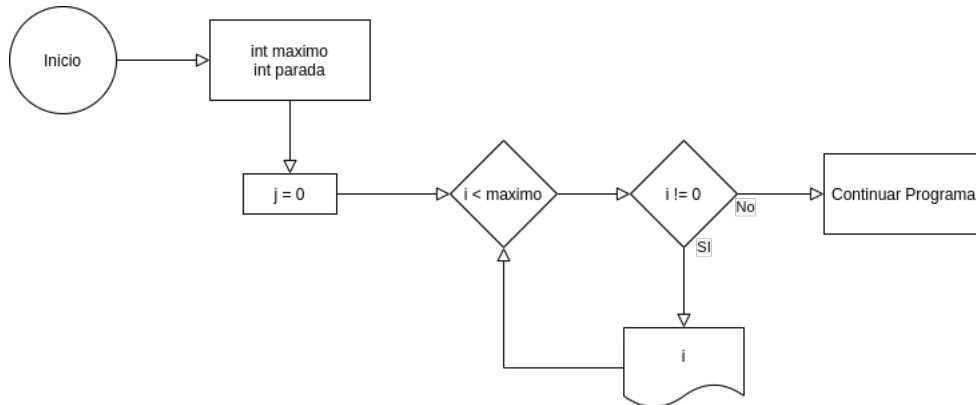 Inicio
int maximo
int parada
j = 0
i < maximo
i != 0
No
Continuar Programa
SI
i